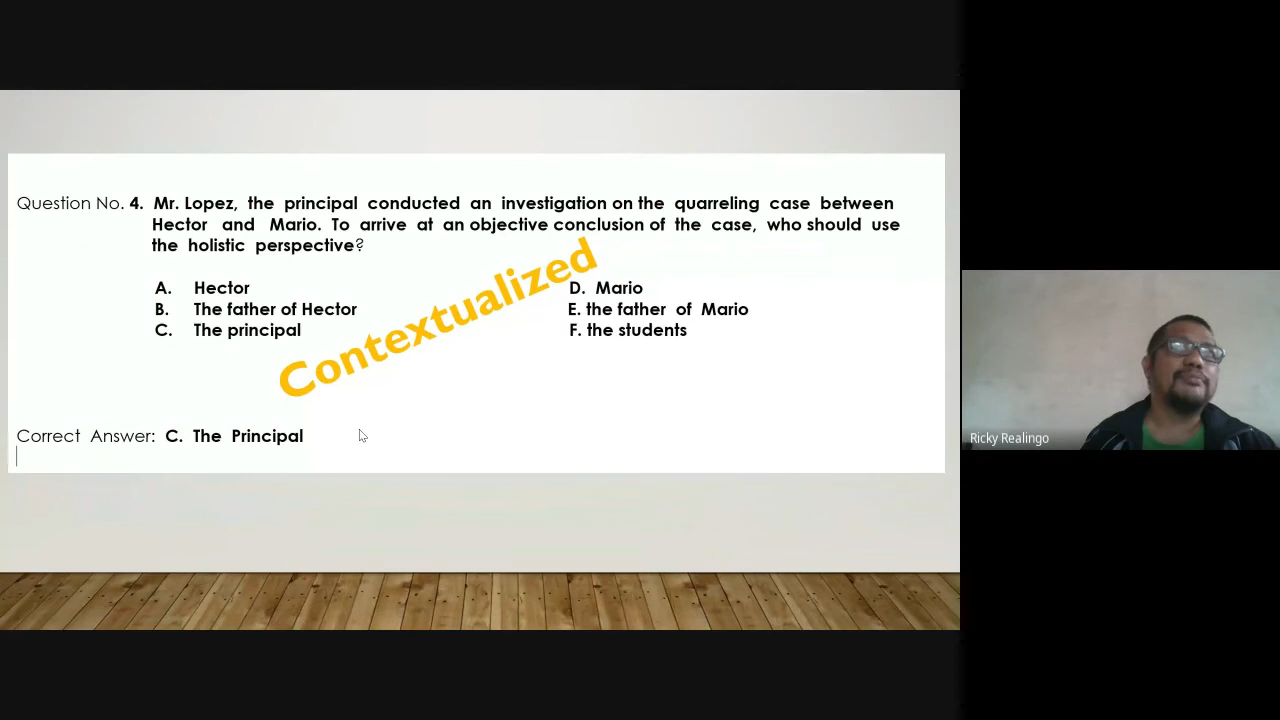 Question No. 4. Mr. Lopez, the principal conducted an investigation on the quarreling case between
Hector and Mario. To arrive at an objective conclusion of the case, who should use
the holistic perspective?
A. Hector
D. Mario
B. The father of Hector
E. the father of Mario
C. The principal
F. the students
Contextualized
Correct Answer: C. The Principal
Ricky Realingo